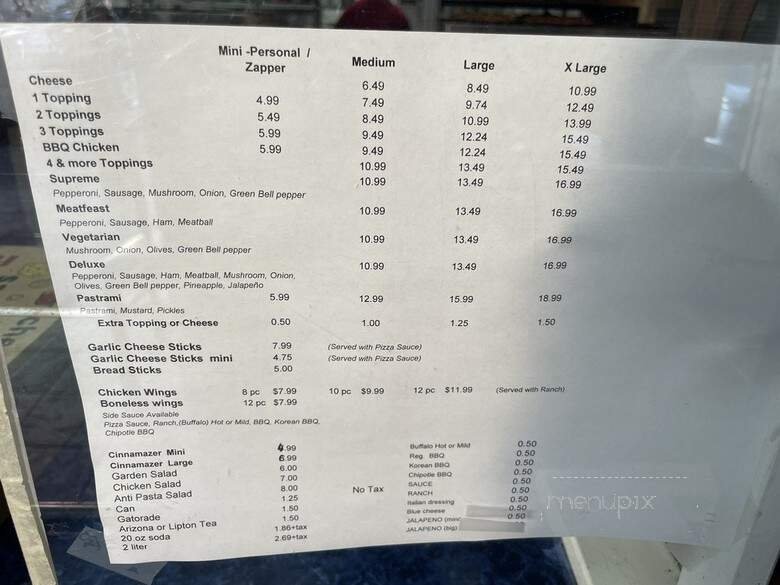 Mini -Personal / Zapper Medium Large X Large
Cheese 6.49 8.49 10.99
1 Topping 4.99 7.49 9.74 12.49
2 Toppings 5.49 8.49 10.99 13.99
3 Toppings 5.99 9.49 12.24 15.49
BBQ Chicken 5.99 9.49 12.24 15.49
4 & more Toppings 10.99 13.49 15.49
Supreme 10.99 13.49 16.99
Pepperoni, Sausage, Mushroom, Onion, Green Bell pepper
Meatfeast 10.99 13.49 16.99
Pepperoni, Sausage, Ham, Meatball
Vegetarian 10.99 13.49 16.99
Mushroom, Onion, Olives, Green Bell pepper
Deluxe 10.99 13.49 16.99
Pepperoni, Sausage, Ham, Meatball, Mushroom, Onion,
Olives, Green Bell pepper, Pineapple, Jalapeño
Pastrami 5.99 12.99 15.99 18.99
Pastrami, Mustard, Pickles
Extra Topping or Cheese 0.50 1.00 1.25 1.50
Garlic Cheese Sticks 7.99 (Served with Pizza Sauce)
Garlic Cheese Sticks mini 4.75 (Served with Pizza Sauce)
Bread Sticks 5.00
Chicken Wings 8 pc $7.99 10 pc $9.99 12 pc $11.99 (Served with Ranch)
Boneless wings 12 pc $7.99
Side Sauce Available
Pizza Sauce, Ranch,(Buffalo) Hot or Mild, BBQ, Korean BBQ,
Chipotle BBQ
Cinnamazer Mini 4.99
Cinnamazer Large 6.99
Garden Salad 6.00
Chicken Salad 7.00
Anti Pasta Salad 8.00
Can 1.25
Gatorade 1.50
Arizona or Lipton Tea 1.50
20 oz soda 1.86+tax
2 liter 2.69+tax
No Tax
Buffalo Hot or Mild 0.50
Reg. BBQ 0.50
Korean BBQ 0.50
Chipotle BBQ 0.50
SAUCE 0.50
RANCH 0.50
Italian dressing 0.50
Blue cheese 0.50
JALAPENO (mini) 0.50
JALAPENO (big)
menupix